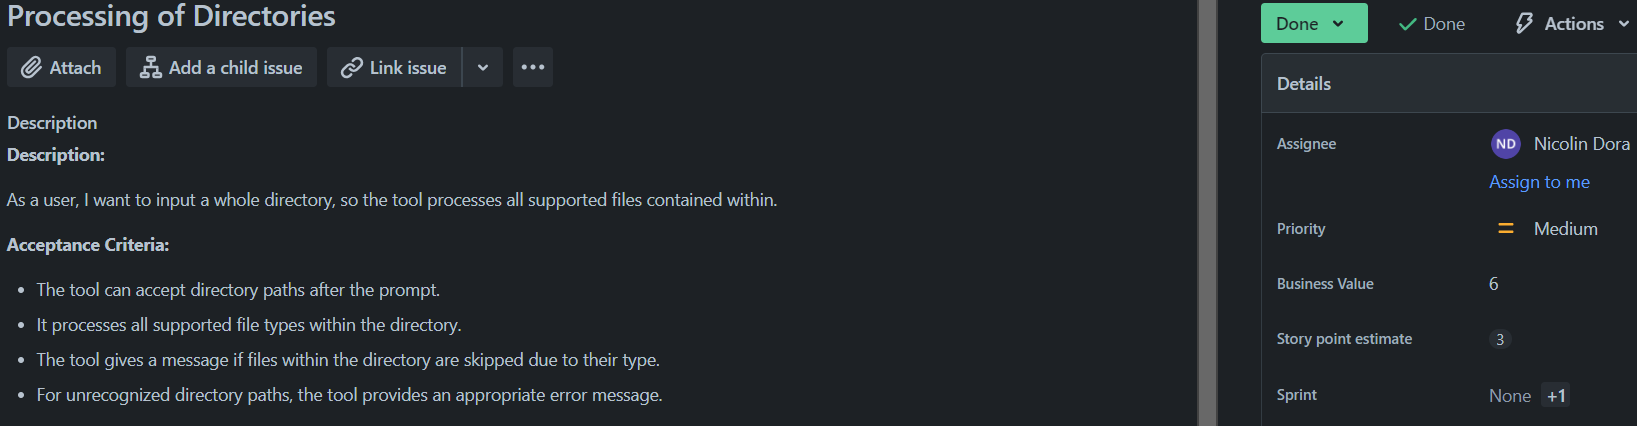 Processing of Directories
Attach
Add a child issue
Link issue
Description
Description:
As a user, I want to input a whole directory, so the tool processes all supported files contained within.
Acceptance Criteria:
• The tool can accept directory paths after the prompt.
• It processes all supported file types within the directory.
• The tool gives a message if files within the directory are skipped due to their type.
• For unrecognized directory paths, the tool provides an appropriate error message.
Done
Done
Actions
Details
Assignee
ND Nicolin Dora
Assign to me
Priority
Medium
Business Value
6
Story point estimate
3
Sprint
None +1